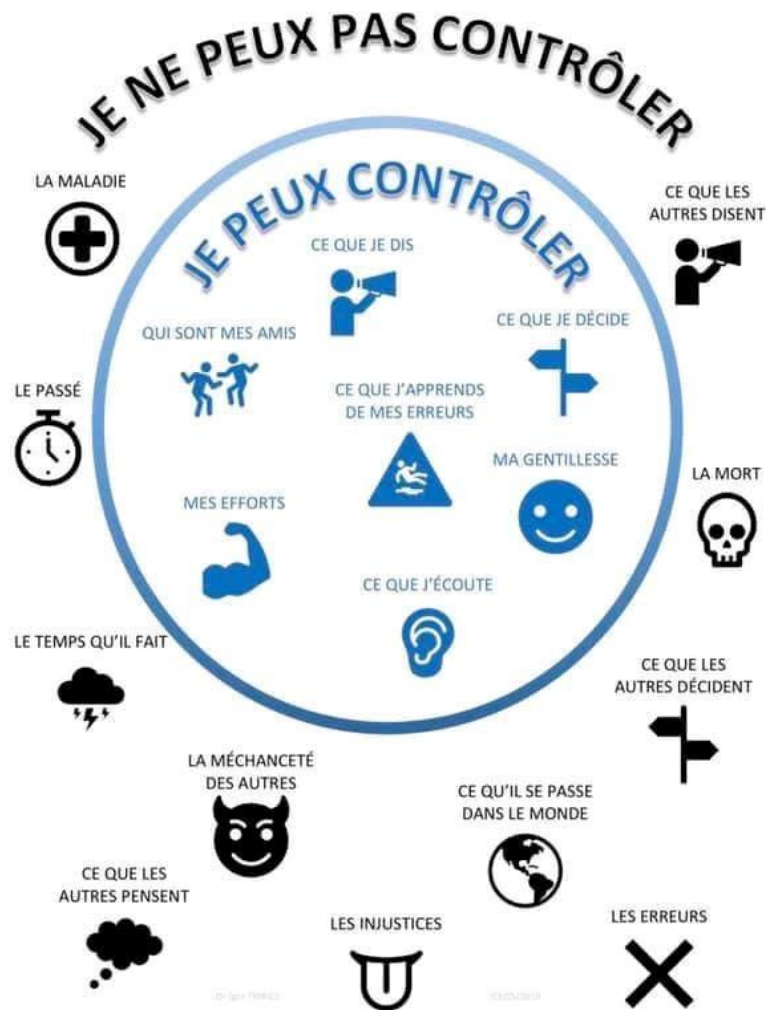 JE NE PEUX PAS CONTRÔLER
JE PEUX CONTRÔLER
LA MALADIE
CE QUE LES
AUTRES DISENT
CE QUE JE DIS
QUI SONT MES AMIS
CE QUE JE DÉCIDE
LE PASSÉ
CE QUE J'APPRENDS
DE MES ERREURS
MA GENTILLESSE
LA MORT
MES EFFORTS
CE QUE J'ÉCOUTE
LE TEMPS QU'IL FAIT
CE QUE LES
AUTRES DÉCIDENT
LA MÉCHANCETÉ
DES AUTRES
CE QU'IL SE PASSE
DANS LE MONDE
CE QUE LES
AUTRES PENSENT
LES INJUSTICES
LES ERREURS